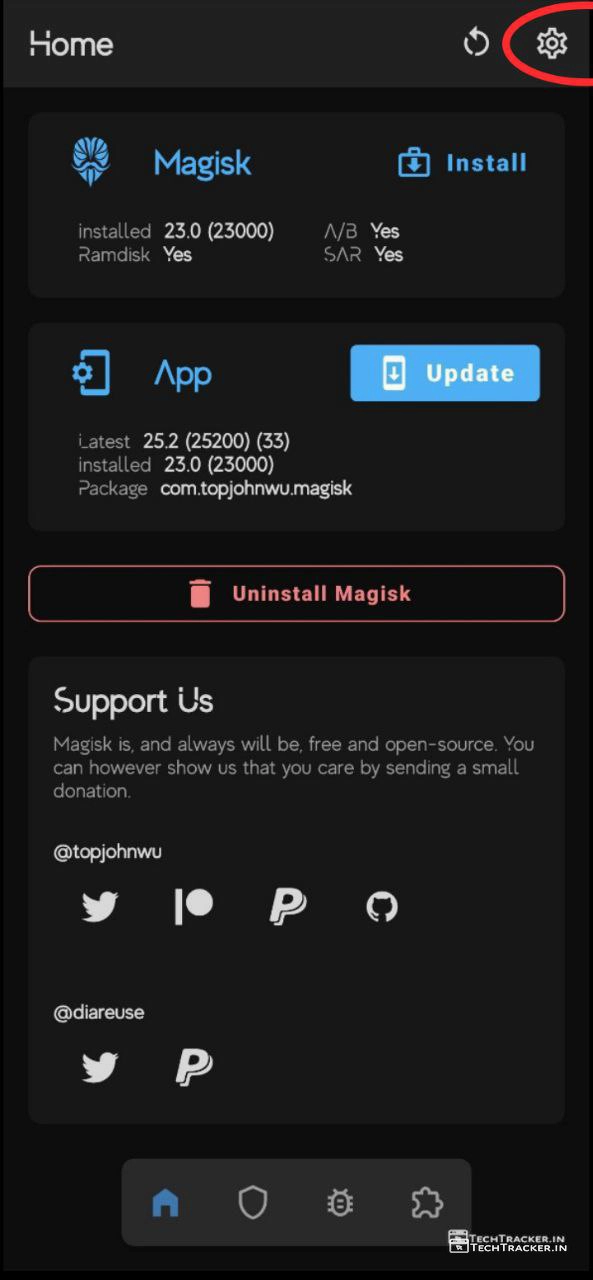 Home
Magisk
Install
installed 23.0 (23000)
A/B Yes
Ramdisk Yes
SAR Yes
App
Update
Latest 25.2 (25200) (33)
installed 23.0 (23000)
Package com.topjohnwu.magisk
Uninstall Magisk
Support Us
Magisk is, and always will be, free and open-source. You
can however show us that you care by sending a small
donation.
@topjohnwu
@diareuse
TECHTRACKER.IN
TECHTRACKER.IN